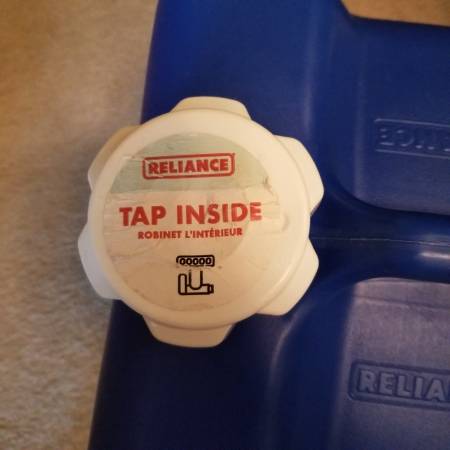 RELIANCE
TAP INSIDE
ROBINET L'INTÉRIEUR
RELIA